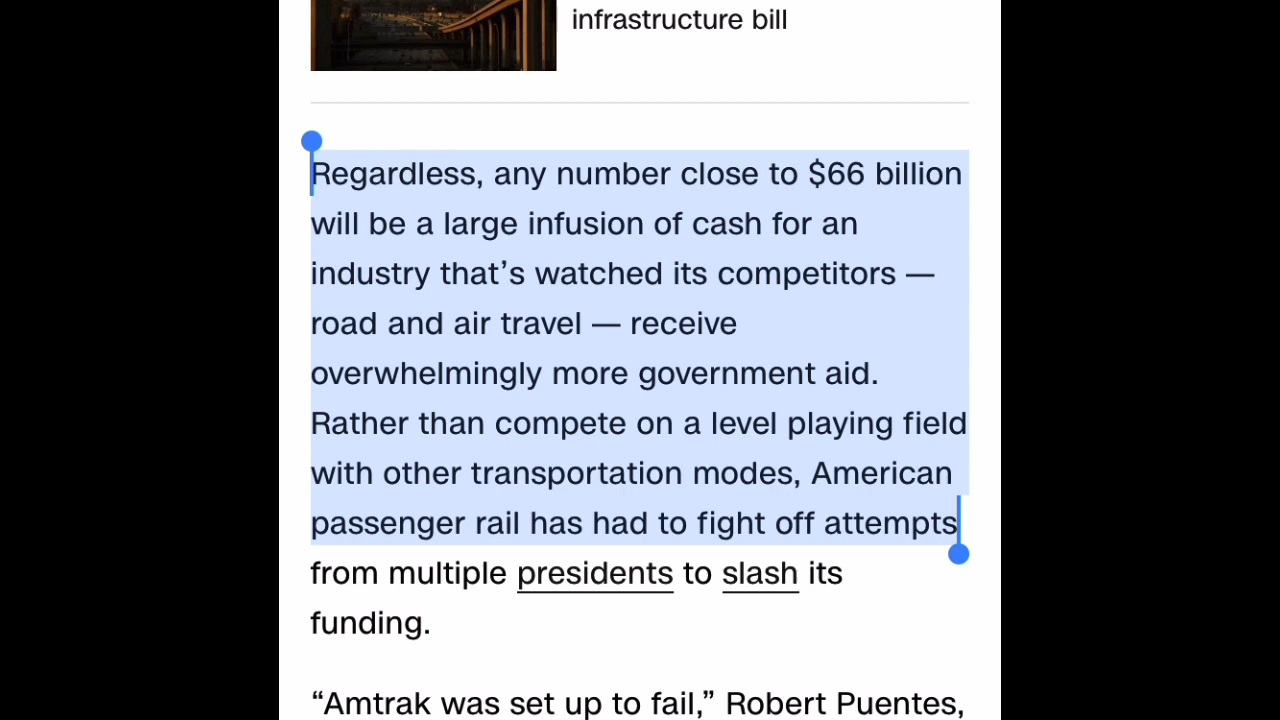 infrastructure bill
Regardless, any number close to $66 billion
will be a large infusion of cash for an
industry that’s watched its competitors —
road and air travel — receive
overwhelmingly more government aid.
Rather than compete on a level playing field
with other transportation modes, American
passenger rail has had to fight off attempts
from multiple presidents to slash its
funding.
“Amtrak was set up to fail,” Robert Puentes,